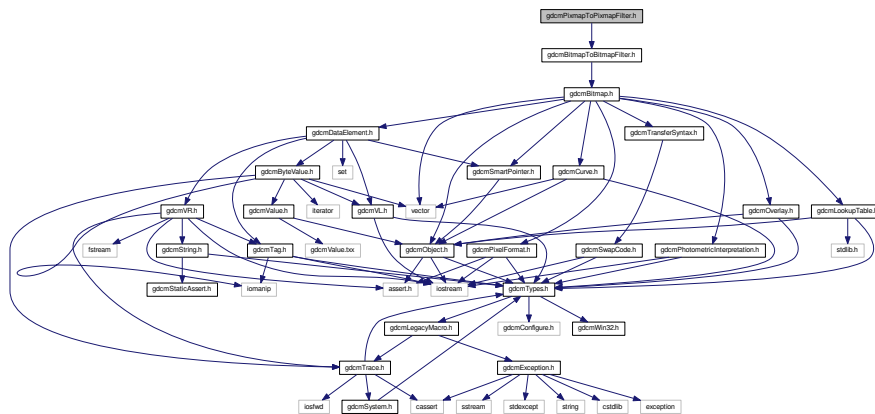 gdcmPixmapToPixmapFilter.h
gdcmBitmapToBitmapFilter.h
gdcmBitmap.h
gdcmDataElement.h
gdcmTransferSyntax.h
gdcmByteValue.h
set
gdcmSmartPointer.h
gdcmCurve.h
gdcmVR.h
gdcmValue.h
iterator
gdcmVL.h
vector
gdcmOverlay.h
gdcmLookupTable.h
fstream
gdcmString.h
gdcmTag.h
gdcmValue.txx
gdcmObject.h
gdcmPixelFormat.h
gdcmSwapCode.h
gdcmPhotometricInterpretation.h
stdlib.h
gdcmStaticAssert.h
iomanip
assert.h
iostream
gdcmTypes.h
gdcmLegacyMacro.h
gdcmConfigure.h
gdcmWin32.h
gdcmTrace.h
gdcmException.h
iosfwd
gdcmSystem.h
cassert
sstream
stdexcept
string
cstdlib
exception